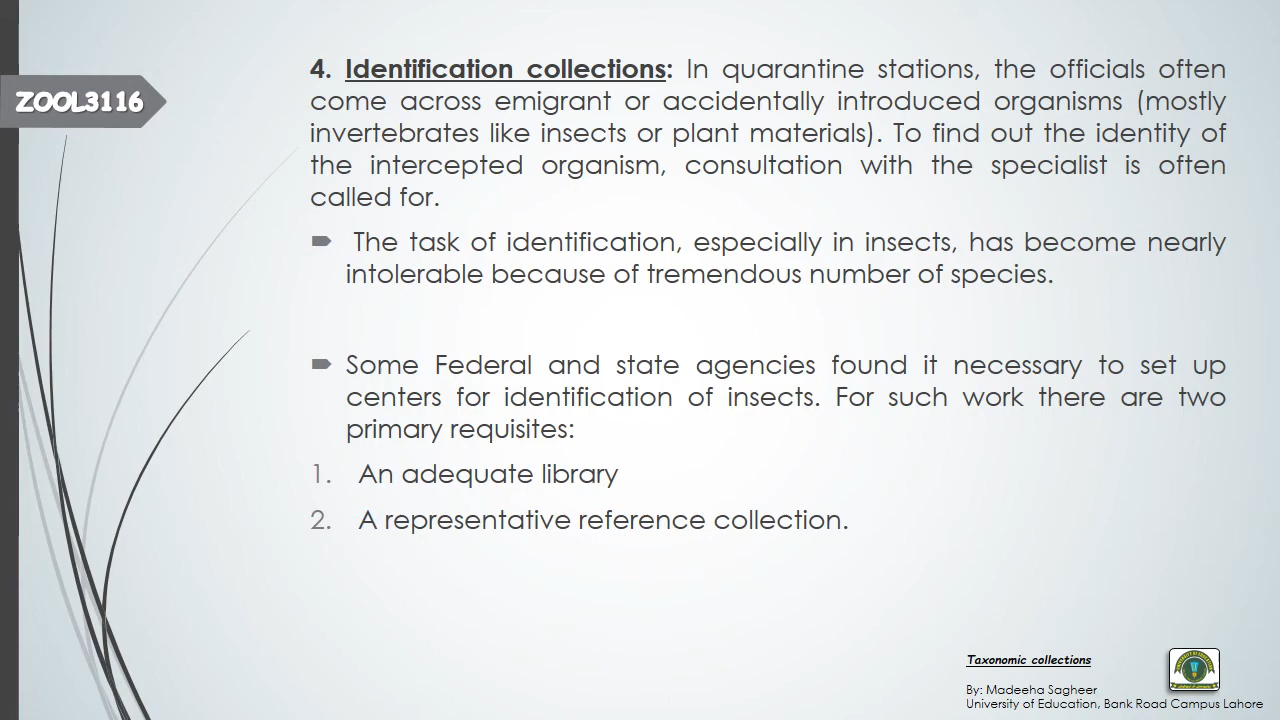 4. Identification collections: In quarantine stations, the officials often
come across emigrant or accidentally introduced organisms (mostly
invertebrates like insects or plant materials). To find out the identity of
the intercepted organism, consultation with the specialist is often
called for.
ZOOL3116
The task of identification, especially in insects, has become nearly
intolerable because of tremendous number of species.
Some Federal and state agencies found it necessary to set up
centers for identification of insects. For such work there are two
primary requisites:
1. An adequate library
2. A representative reference collection.
Taxonomic collections
By: Madeeha Sagheer
University of Education, Bank Road Campus Lahore